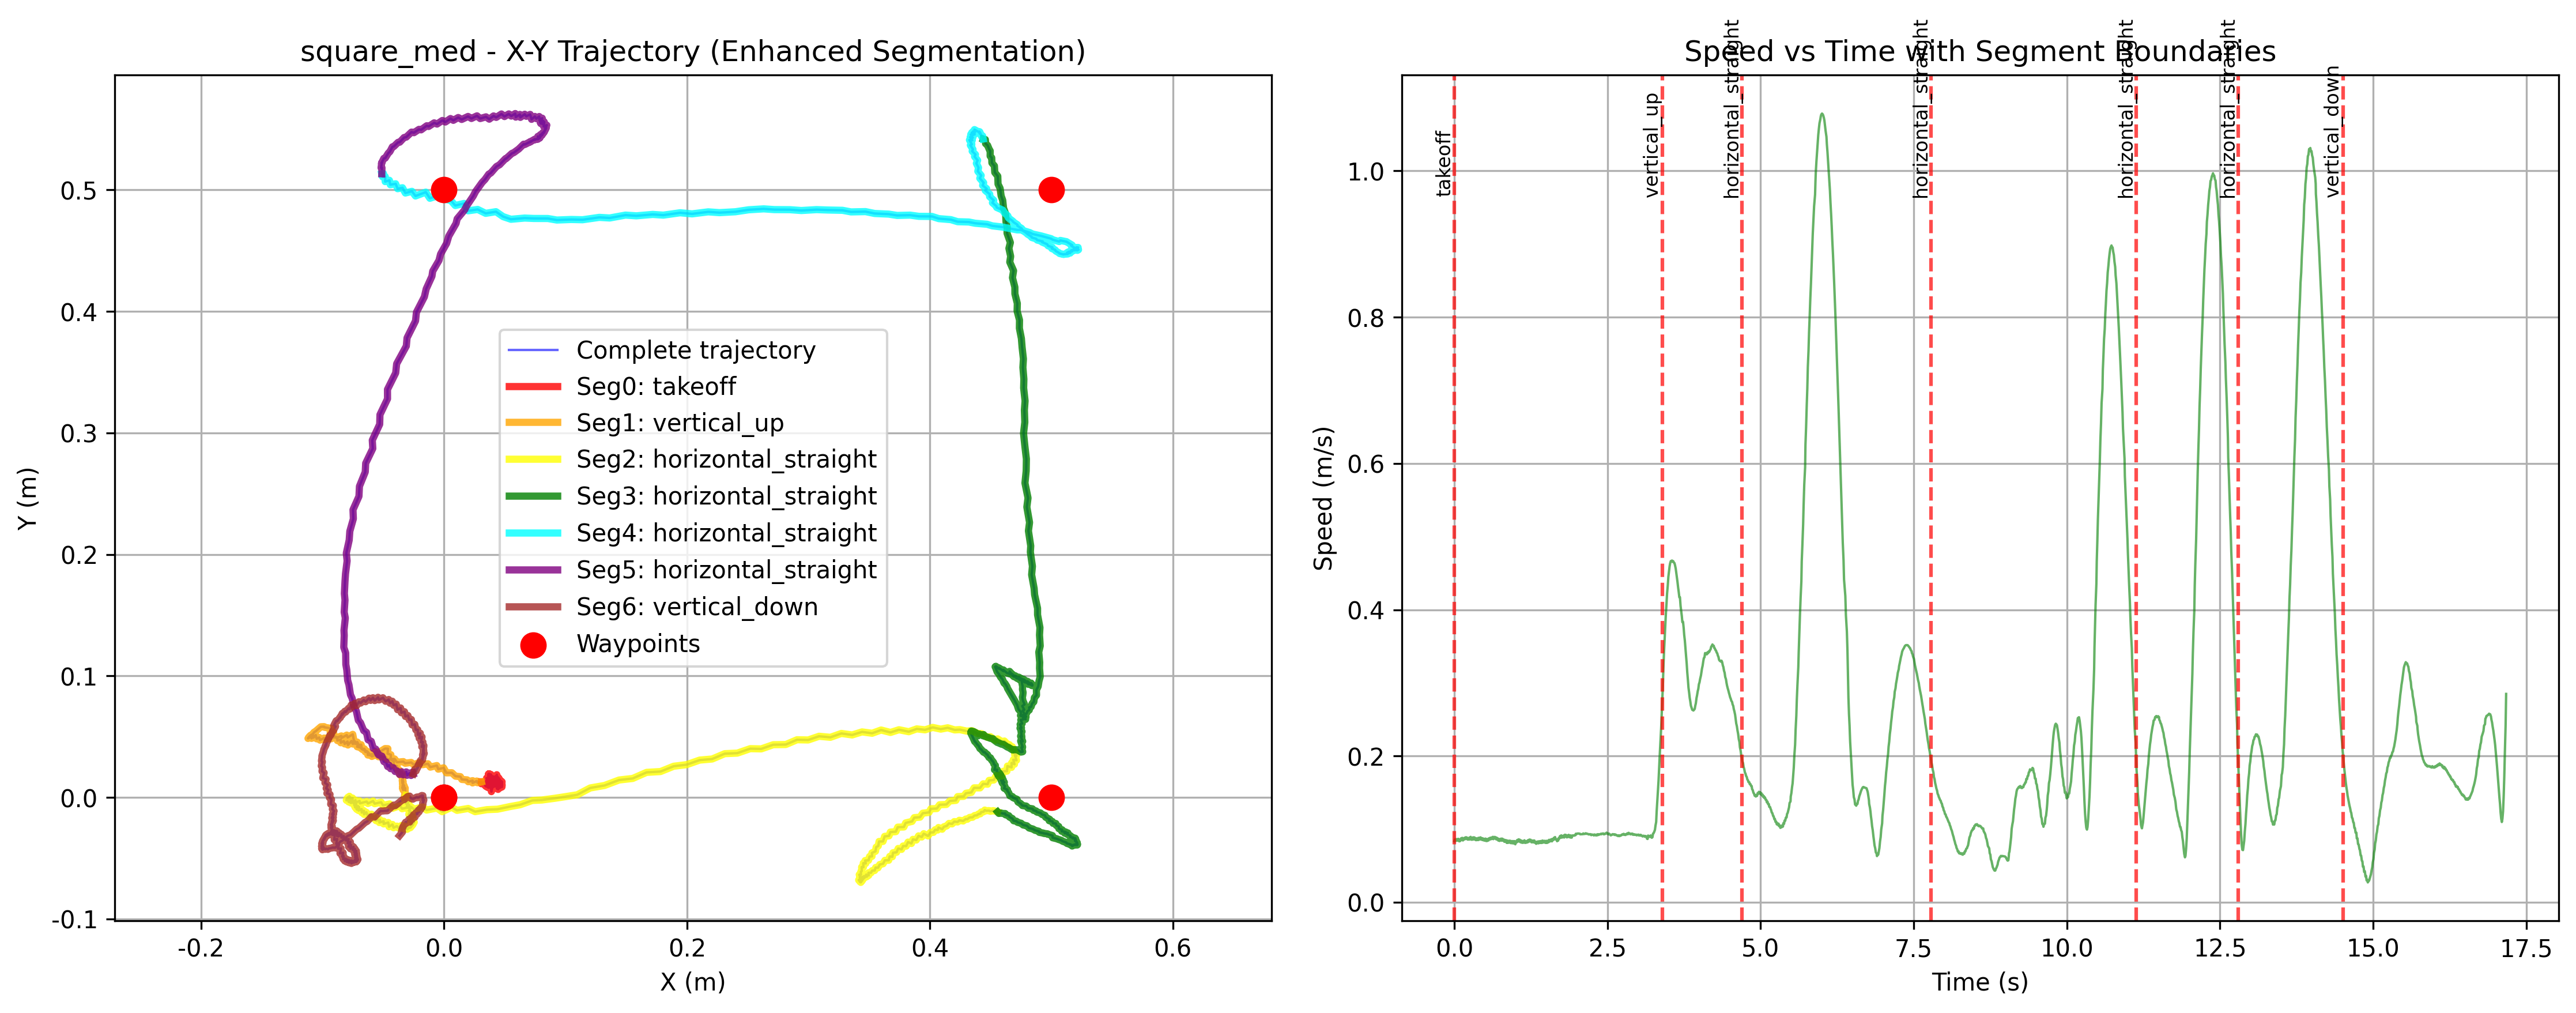 square_med - X-Y Trajectory (Enhanced Segmentation)
Y (m)
0.5
0.4
0.3
0.2
0.1
0.0
-0.1
-0.2
0.0
0.2
0.4
0.6
X (m)
Complete trajectory
Seg0: takeoff
Seg1: vertical_up
Seg2: horizontal_straight
Seg3: horizontal_straight
Seg4: horizontal_straight
Seg5: horizontal_straight
Seg6: vertical_down
Waypoints
Speed vs Time with Segment Boundaries
takeoff
vertical_up
horizontal_straight
horizontal_straight
horizontal_straight
horizontal_straight
vertical_down
Speed (m/s)
1.0
0.8
0.6
0.4
0.2
0.0
0.0
2.5
5.0
7.5
10.0
12.5
15.0
17.5
Time (s)